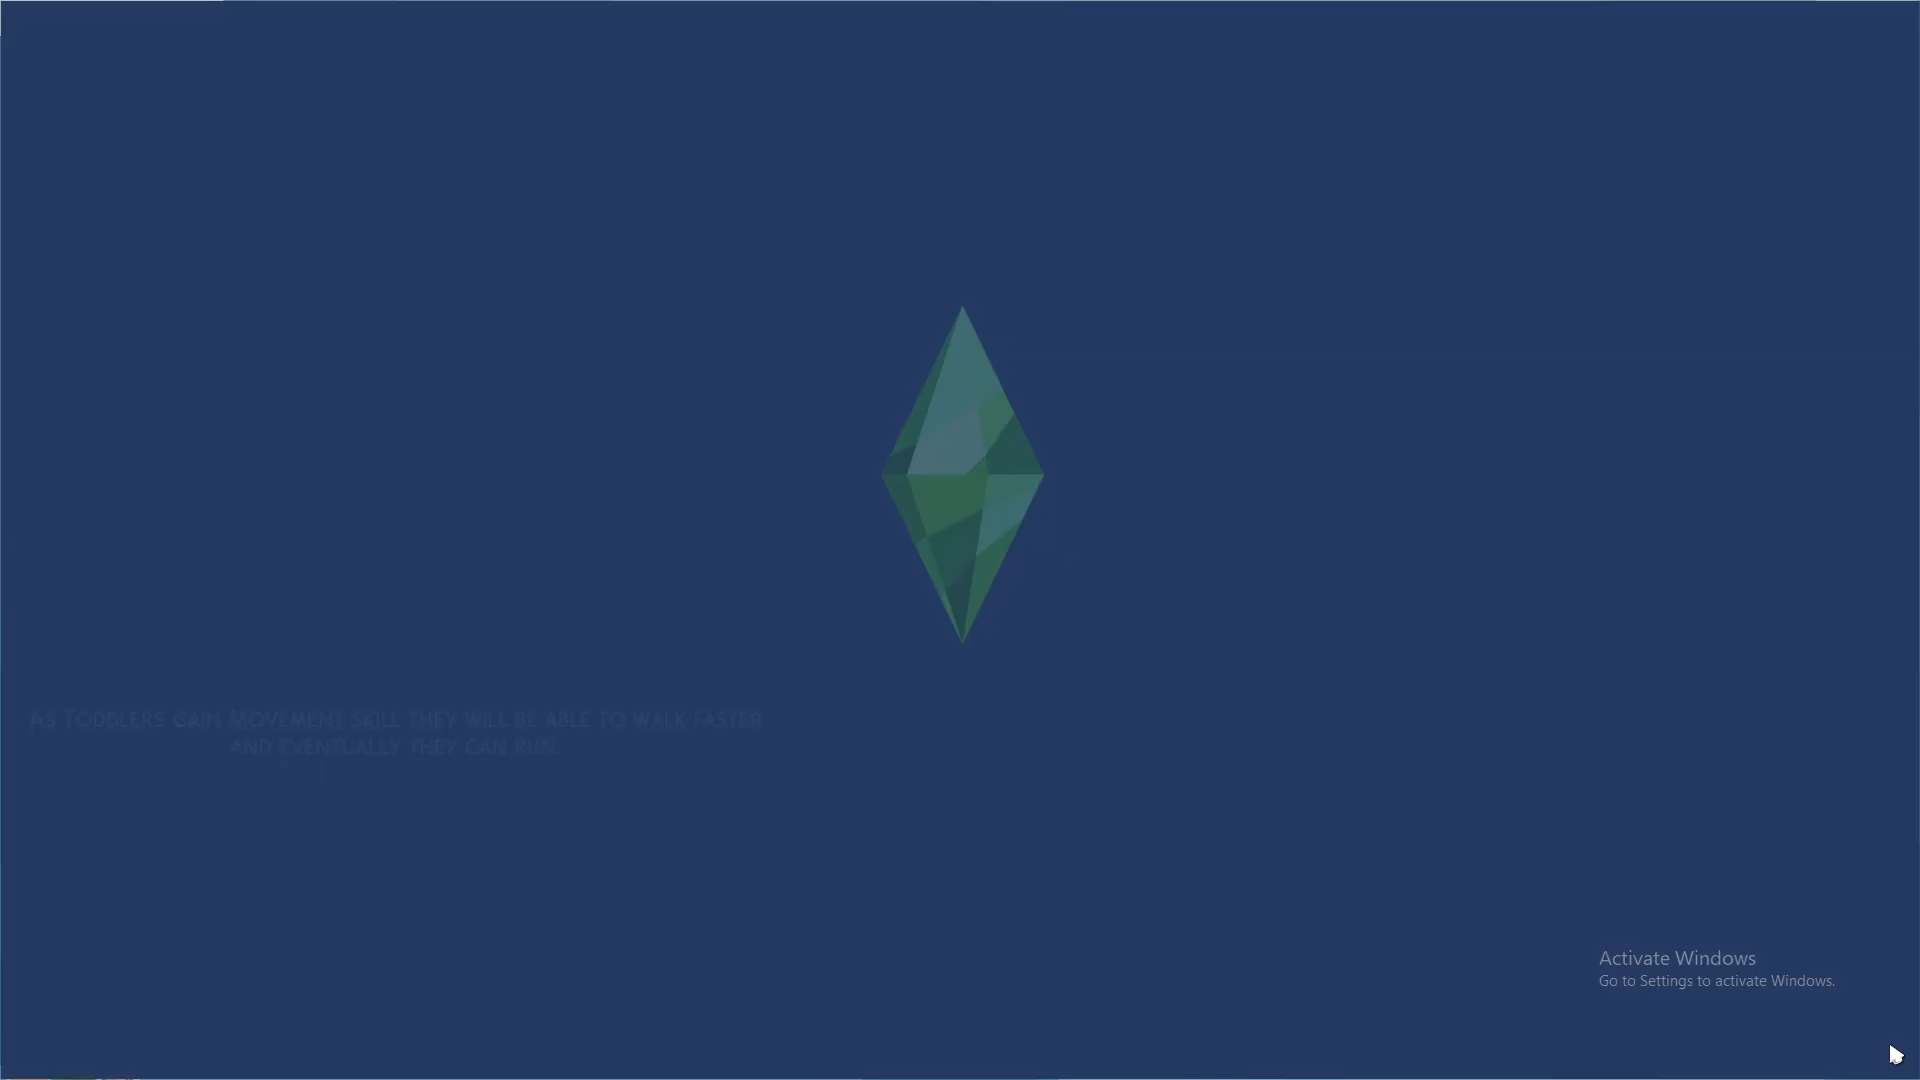 As Toddlers gain Movement skill they will be able to walk faster
and eventually they can run.
Activate Windows
Go to Settings to activate Windows.